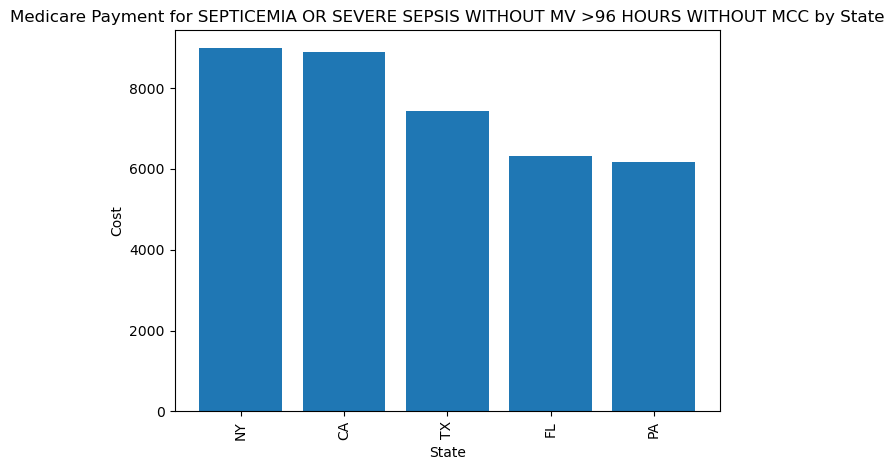 Medicare Payment for SEPTICEMIA OR SEVERE SEPSIS WITHOUT MV >96 HOURS WITHOUT MCC by State
8000
6000
4000
2000
0
Cost
NY
CA
TX
FL
PA
State